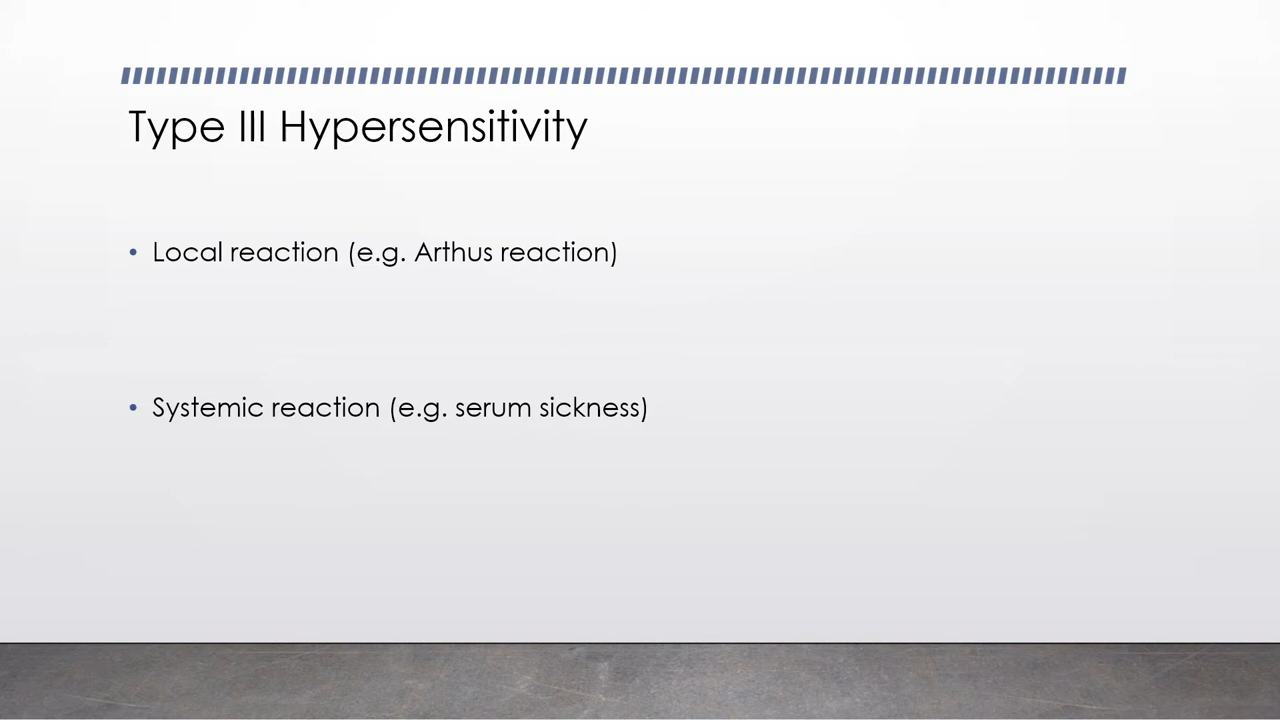 Type III Hypersensitivity
• Local reaction (e.g. Arthus reaction)
• Systemic reaction (e.g. serum sickness)